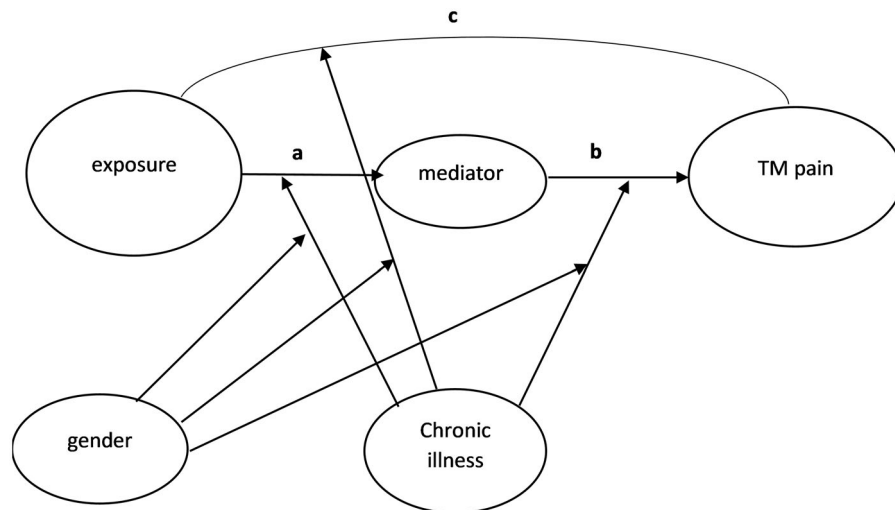 c
exposure
a
mediator
b
TM pain
gender
Chronic
illness